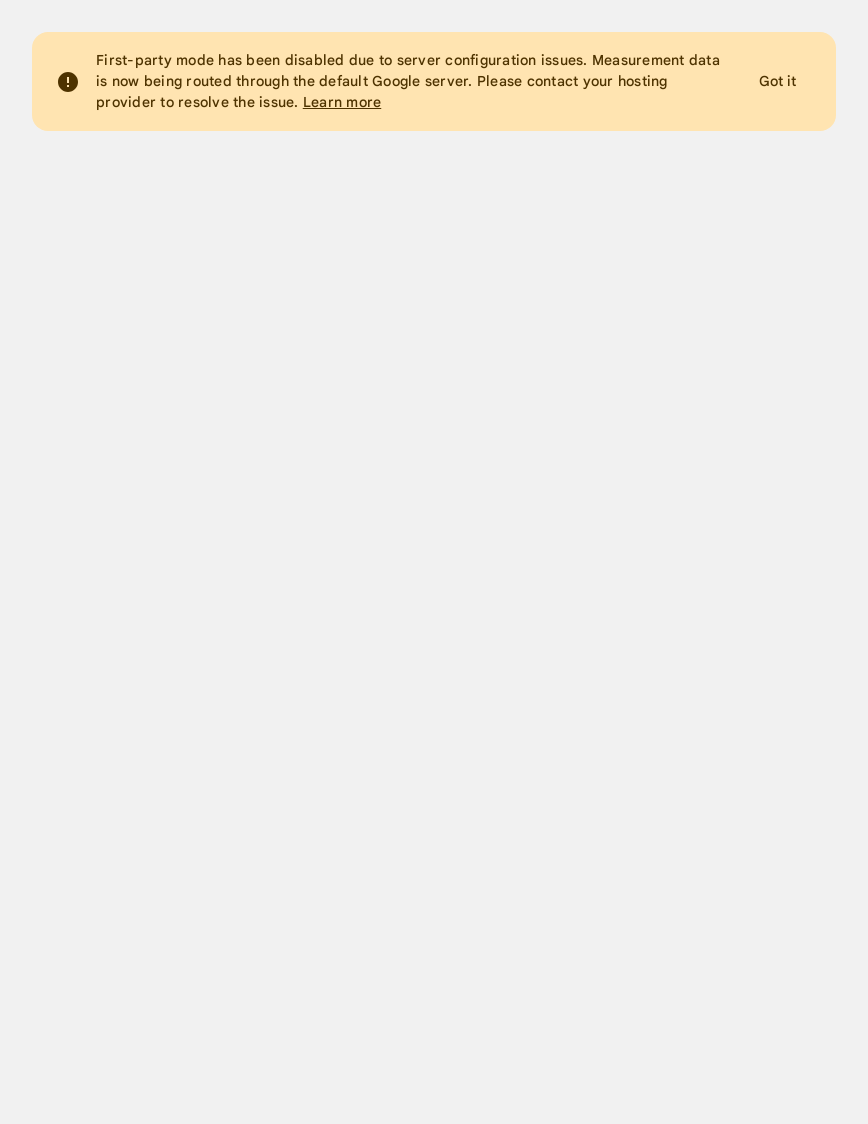 First-party mode has been disabled due to server configuration issues. Measurement data
is now being routed through the default Google server. Please contact your hosting
provider to resolve the issue. Learn more
Got it